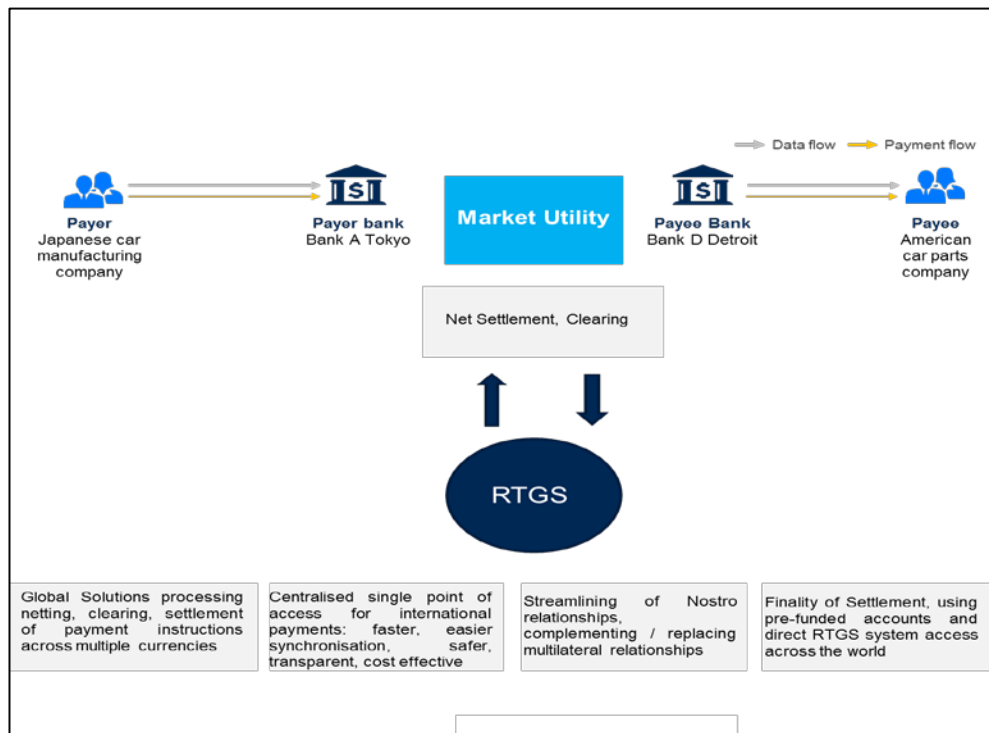 Data flow
Payment flow
Payer
Japanese car
manufacturing
company
Payer bank
Bank A Tokyo
Market Utility
Payee Bank
Bank D Detroit
Payee
American
car parts
company
Net Settlement, Clearing
RTGS
Global Solutions processing
netting, clearing, settlement
of payment instructions
across multiple currencies
Centralised single point of
access for international
payments: faster, easier
synchronisation, safer,
transparent, cost effective
Streamlining of Nostro
relationships,
complementing / replacing
multilateral relationships
Finality of Settlement, using
pre-funded accounts and
direct RTGS system access
across the world